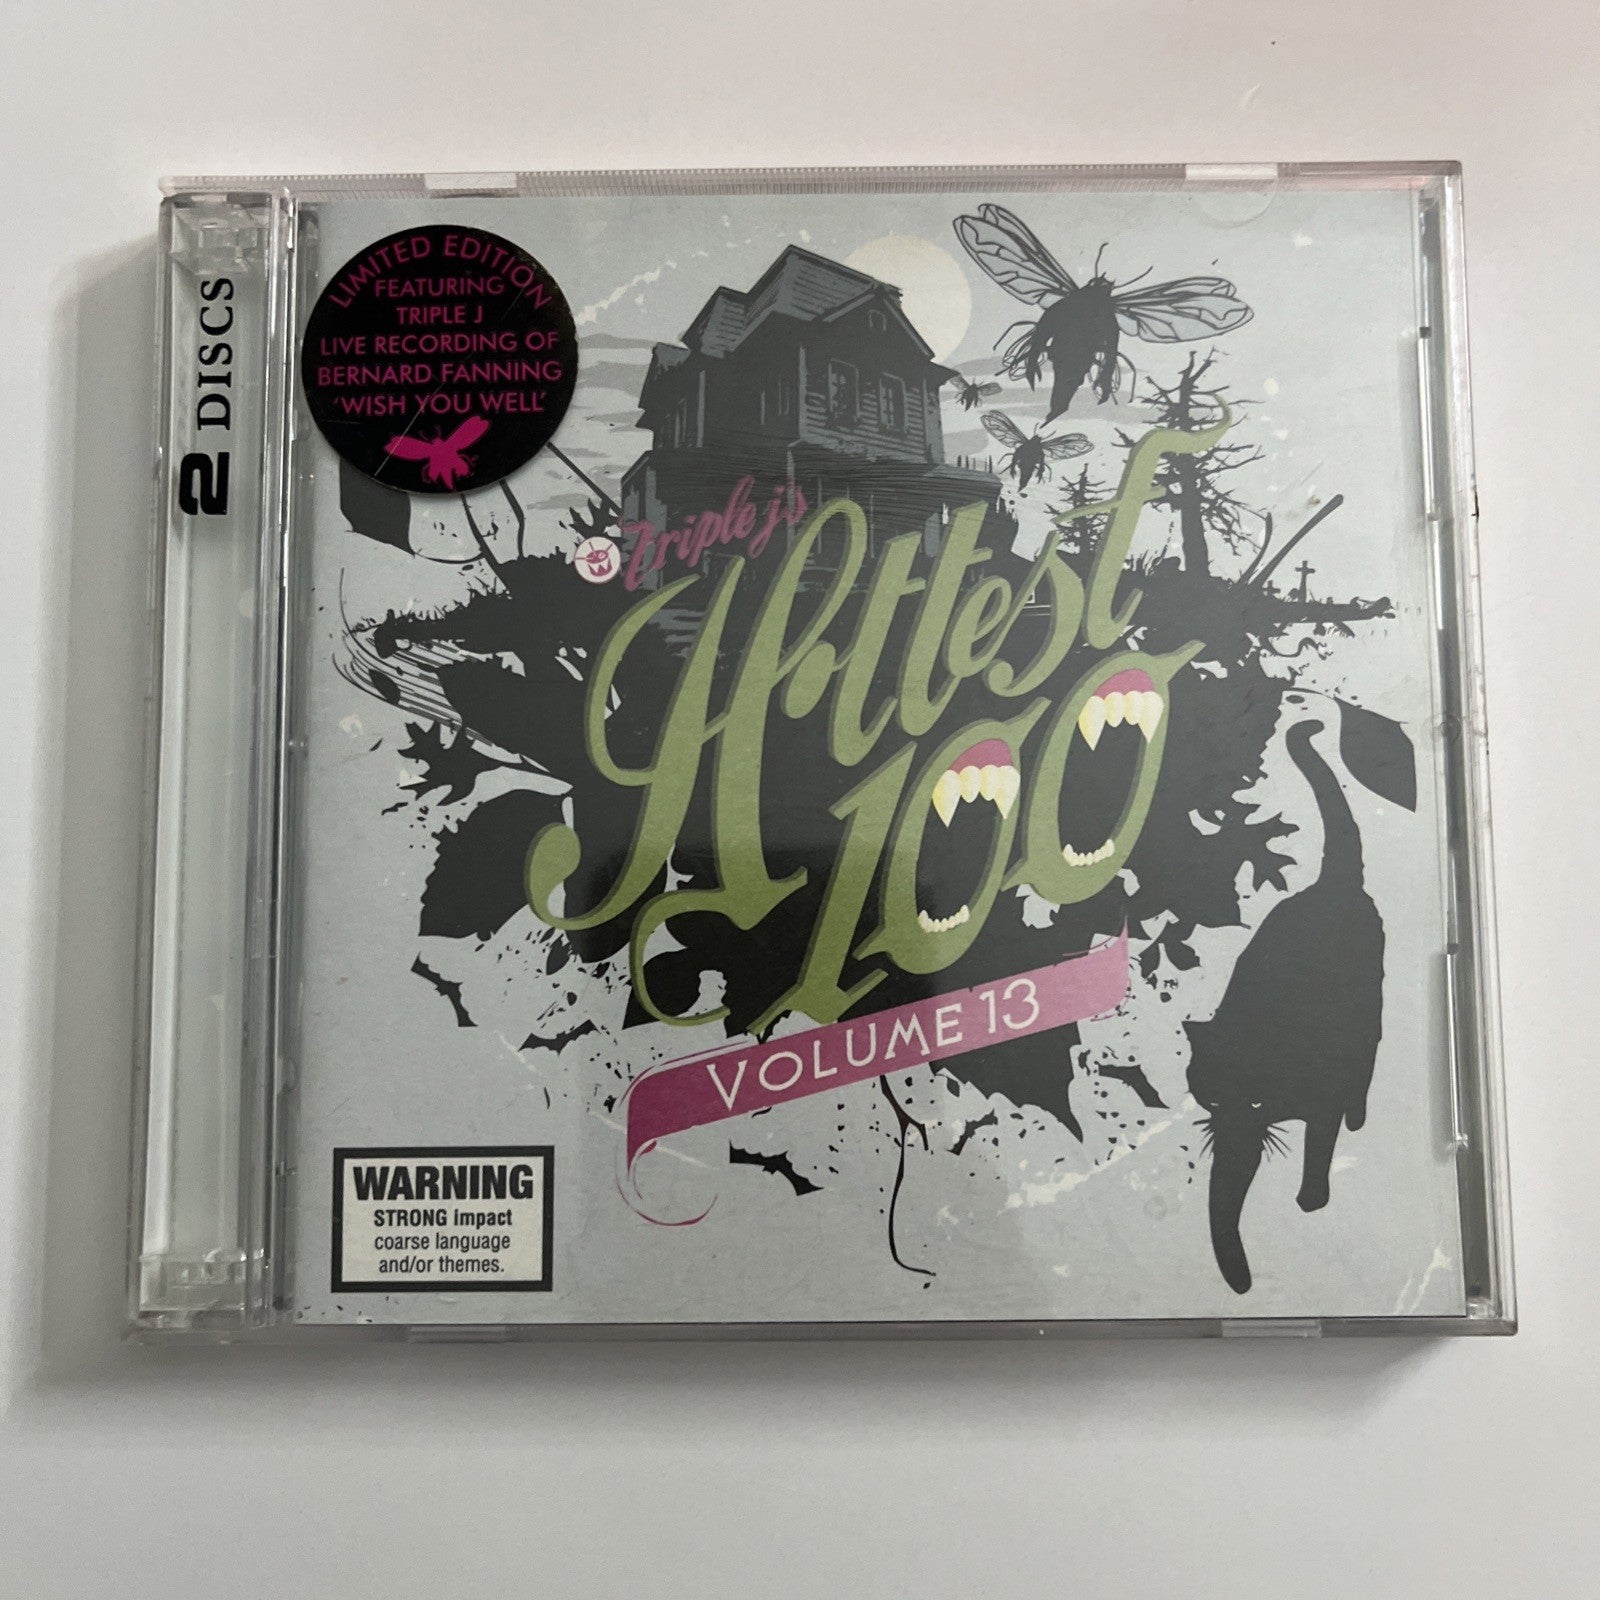 LIMITED EDITION
FEATURING
TRIPLE J
LIVE RECORDING OF
BERNARD FANNING
'WISH YOU WELL'
2 DISCS
triple j's
Hottest
100
VOLUME 13
WARNING
STRONG impact
coarse language
and/or themes.